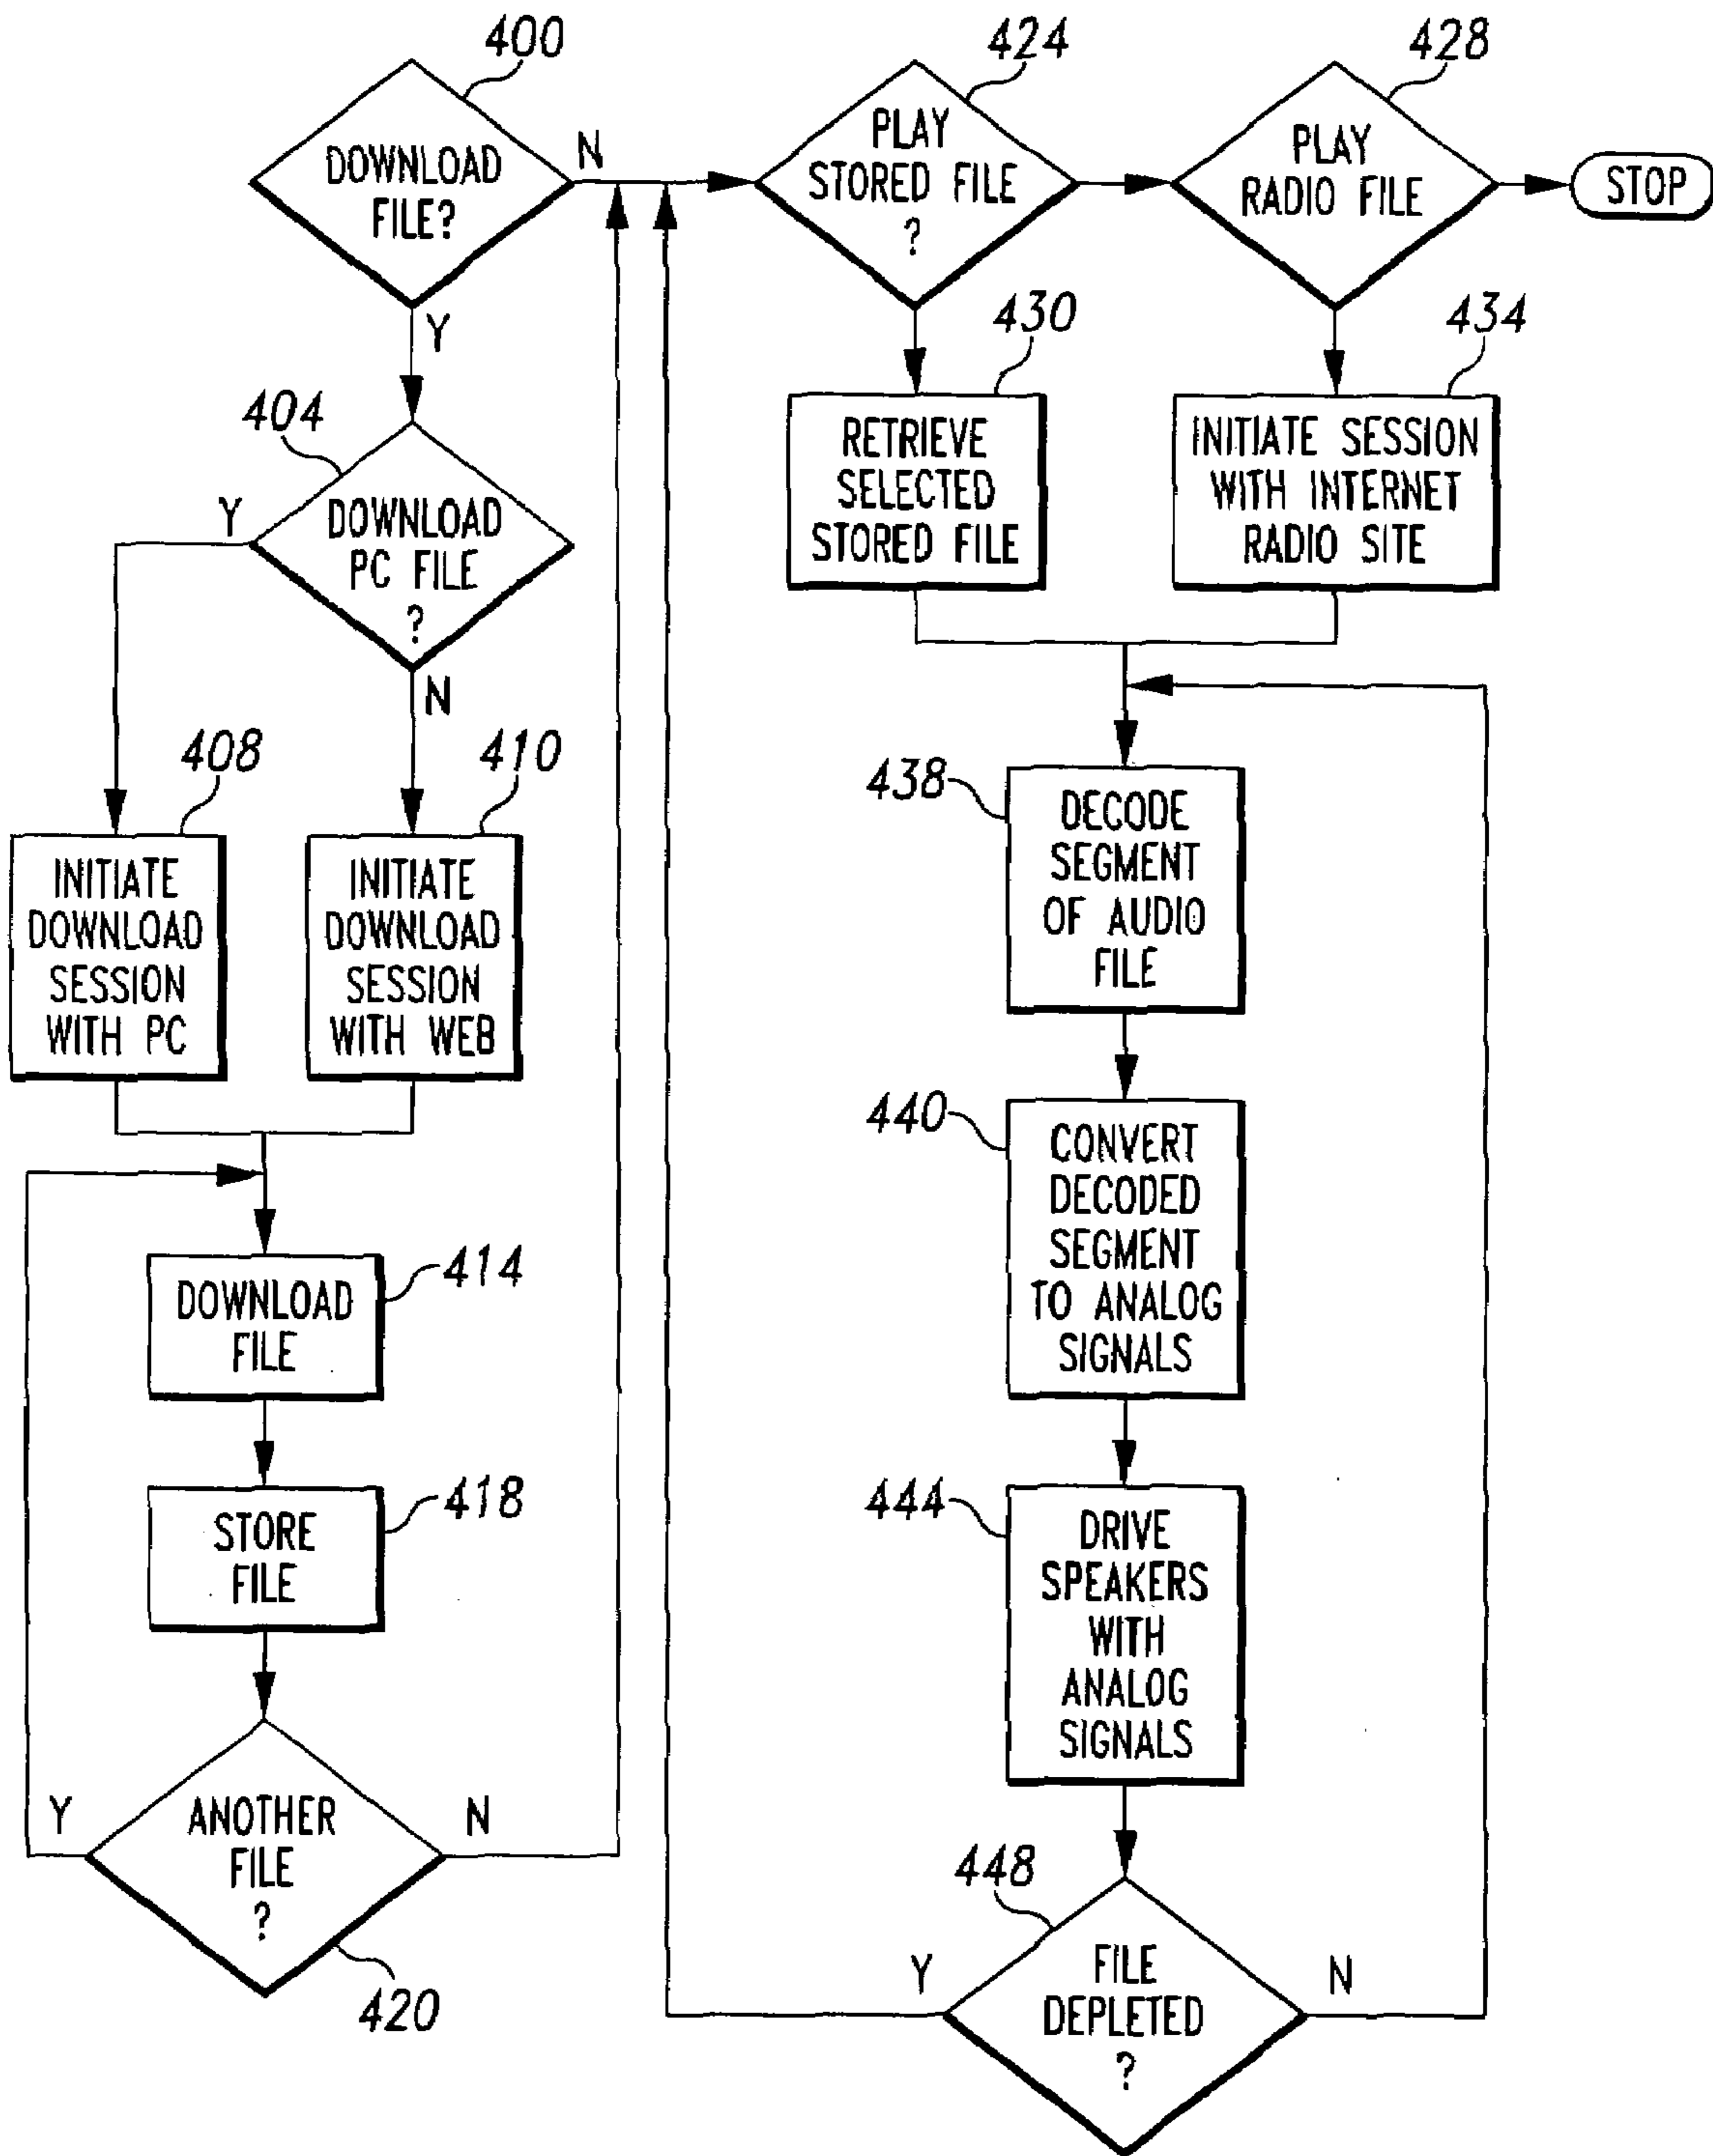 400
DOWNLOAD
FILE?
N
Y
424
PLAY
STORED FILE
?
428
PLAY
RADIO FILE
STOP
404
DOWNLOAD
PC FILE
?
Y
N
430
RETRIEVE
SELECTED
STORED FILE
434
INITIATE SESSION
WITH INTERNET
RADIO SITE
408
INITIATE
DOWNLOAD
SESSION
WITH PC
410
INITIATE
DOWNLOAD
SESSION
WITH WEB
414
DOWNLOAD
FILE
418
STORE
FILE
Y
ANOTHER
FILE
?
N
420
438
DECODE
SEGMENT
OF AUDIO
FILE
440
CONVERT
DECODED
SEGMENT
TO ANALOG
SIGNALS
444
DRIVE
SPEAKERS
WITH
ANALOG
SIGNALS
448
Y
FILE
DEPLETED
?
N